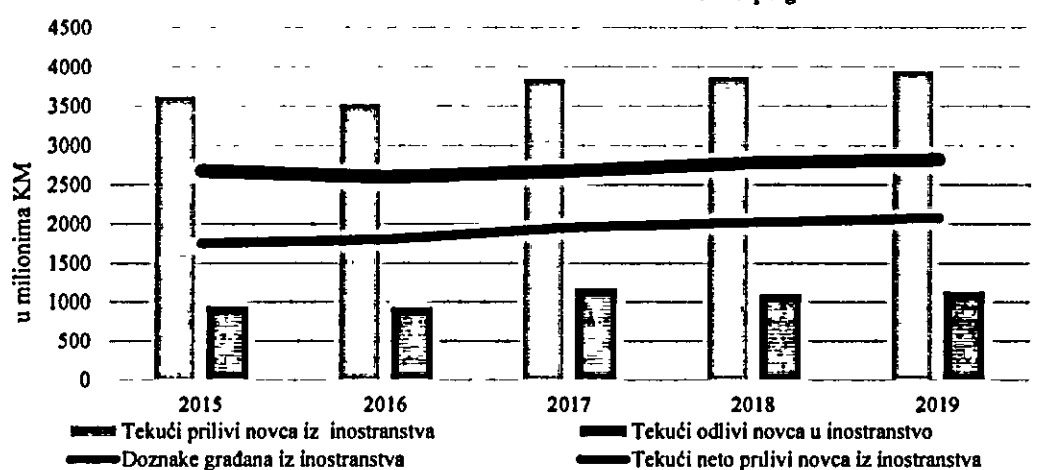 4500
4000
3500
3000
2500
2000
1500
1000
500
0
u milionima KM
2015 2016 2017 2018 2019
Tekući prilivi novca iz inostranstva Tekući odlivi novca u inostranstvo
Doznake građana iz inostranstva Tekući neto prilivi novca iz inostranstva